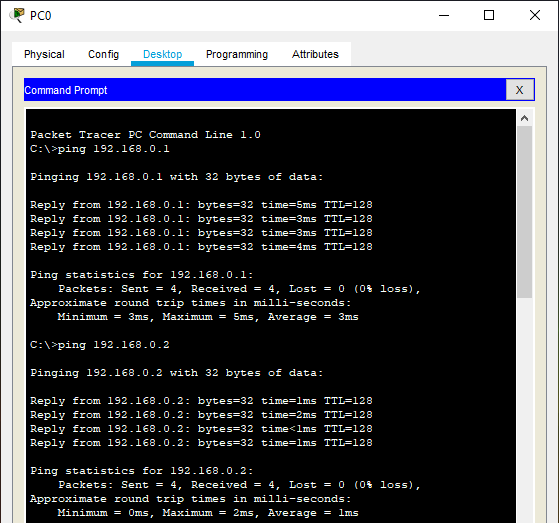 PC0
Physical Config Desktop Programming Attributes
Command Prompt
X
Packet Tracer PC Command Line 1.0
C:\>ping 192.168.0.1
Pinging 192.168.0.1 with 32 bytes of data:
Reply from 192.168.0.1: bytes=32 time=5ms TTL=128
Reply from 192.168.0.1: bytes=32 time=3ms TTL=128
Reply from 192.168.0.1: bytes=32 time=3ms TTL=128
Reply from 192.168.0.1: bytes=32 time=4ms TTL=128
Ping statistics for 192.168.0.1:
Packets: Sent = 4, Received = 4, Lost = 0 (0% loss),
Approximate round trip times in milli-seconds:
Minimum = 3ms, Maximum = 5ms, Average = 3ms
C:\>ping 192.168.0.2
Pinging 192.168.0.2 with 32 bytes of data:
Reply from 192.168.0.2: bytes=32 time=1ms TTL=128
Reply from 192.168.0.2: bytes=32 time=2ms TTL=128
Reply from 192.168.0.2: bytes=32 time<1ms TTL=128
Reply from 192.168.0.2: bytes=32 time=1ms TTL=128
Ping statistics for 192.168.0.2:
Packets: Sent = 4, Received = 4, Lost = 0 (0% loss),
Approximate round trip times in milli-seconds:
Minimum = 0ms, Maximum = 2ms, Average = 1ms